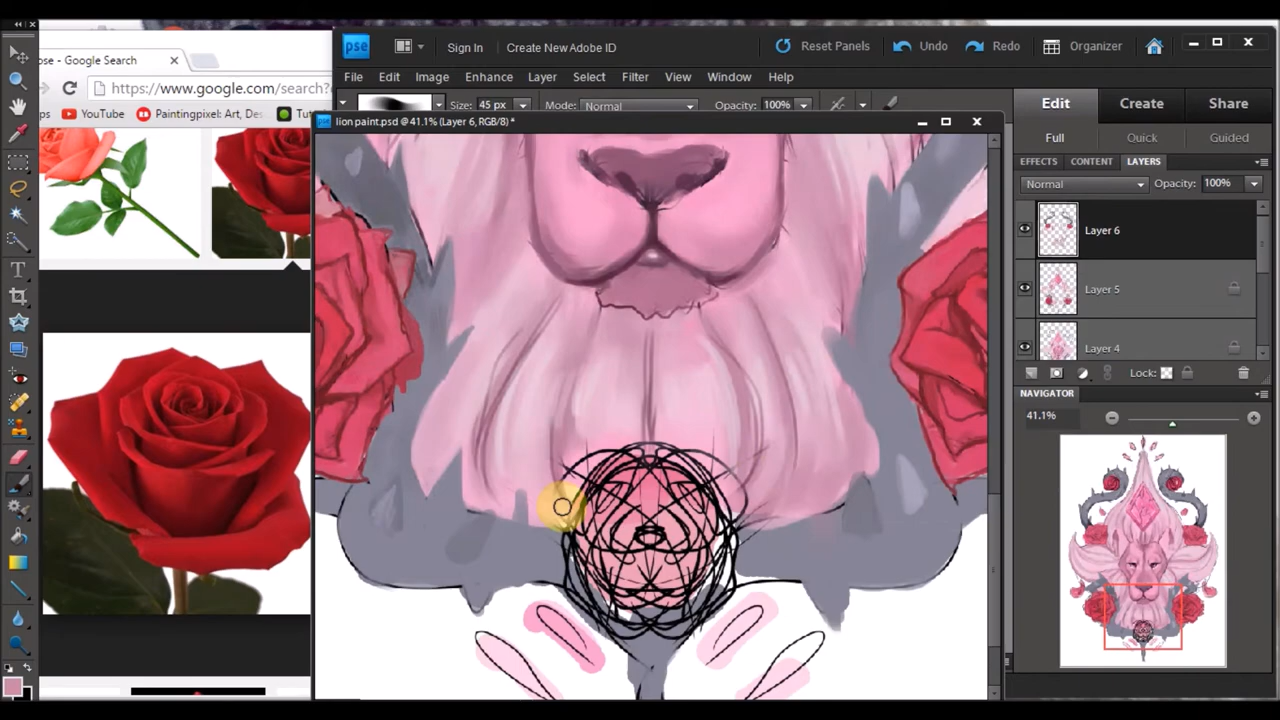 pse
Sign In
Create New Adobe ID
Reset Panels
Undo
Redo
Organizer
ose - Google Search
File
Edit
Image
Enhance
Layer
Select
Filter
View
Window
Help
https://www.google.com/search?
Size: 45 px
Mode: Normal
Opacity: 100%
Edit
Create
Share
ps
YouTube
Paintingpixel: Art, De
Tut
lion paint.psd @ 41.1% (Layer 6, RGB/8) *
Full
Quick
Guided
EFFECTS
CONTENT
LAYERS
Normal
Opacity: 100%
Layer 6
Layer 5
Layer 4
Lock:
NAVIGATOR
41.1%